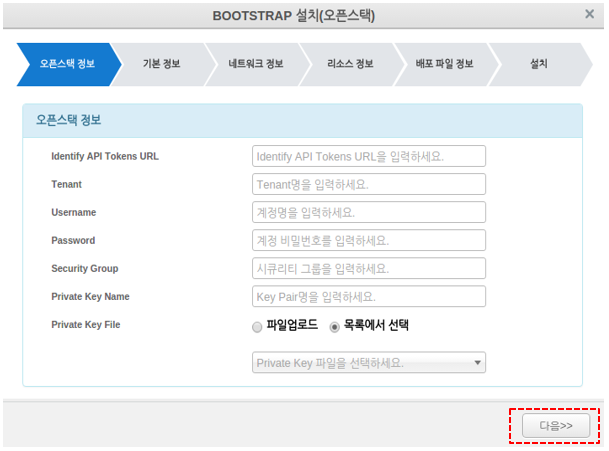 BOOTSTRAP 설치(오픈스택)
×
오픈스택 정보
기본 정보
네트워크 정보
리소스 정보
배포 파일 정보
설치
오픈스택 정보
Identify API Tokens URL
Identify API Tokens URL을 입력하세요.
Tenant
Tenant명을 입력하세요.
Username
계정명을 입력하세요.
Password
계정 비밀번호를 입력하세요.
Security Group
시큐리티 그룹을 입력하세요.
Private Key Name
Key Pair명을 입력하세요.
Private Key File
파일업로드
목록에서 선택
Private Key 파일을 선택하세요.
다음>>